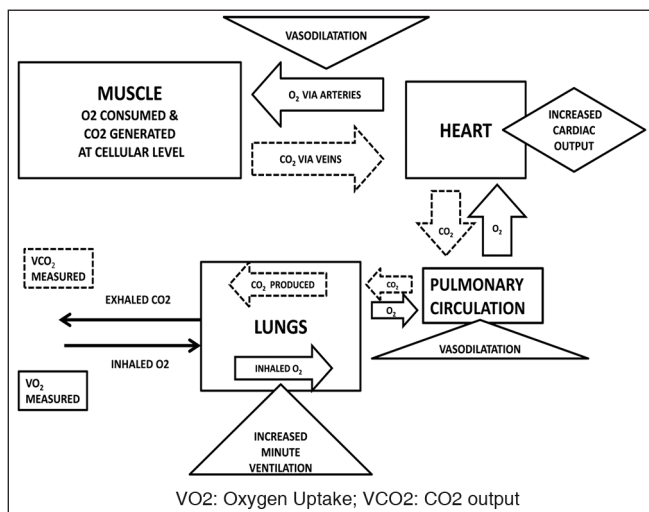 VASODILATATION
MUSCLE
O2 CONSUMED &
CO2 GENERATED
AT CELLULAR LEVEL
O₂ VIA ARTERIES
CO₂ VIA VEINS
HEART
INCREASED
CARDIAC
OUTPUT
CO₂
O₂
VCO₂
MEASURED
EXHALED CO2
INHALED O2
VO₂
MEASURED
CO₂ PRODUCED
LUNGS
INHALED O₂
CO₂
O₂
PULMONARY
CIRCULATION
VASODILATATION
INCREASED
MINUTE
VENTILATION
VO2: Oxygen Uptake; VCO2: CO2 output